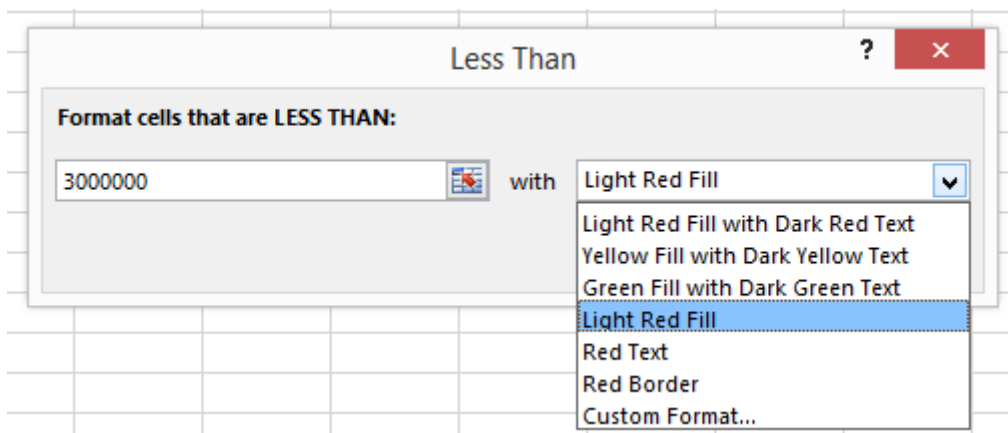 Less Than
?
Format cells that are LESS THAN:
3000000 with Light Red Fill
Light Red Fill with Dark Red Text
Yellow Fill with Dark Yellow Text
Green Fill with Dark Green Text
Light Red Fill
Red Text
Red Border
Custom Format...